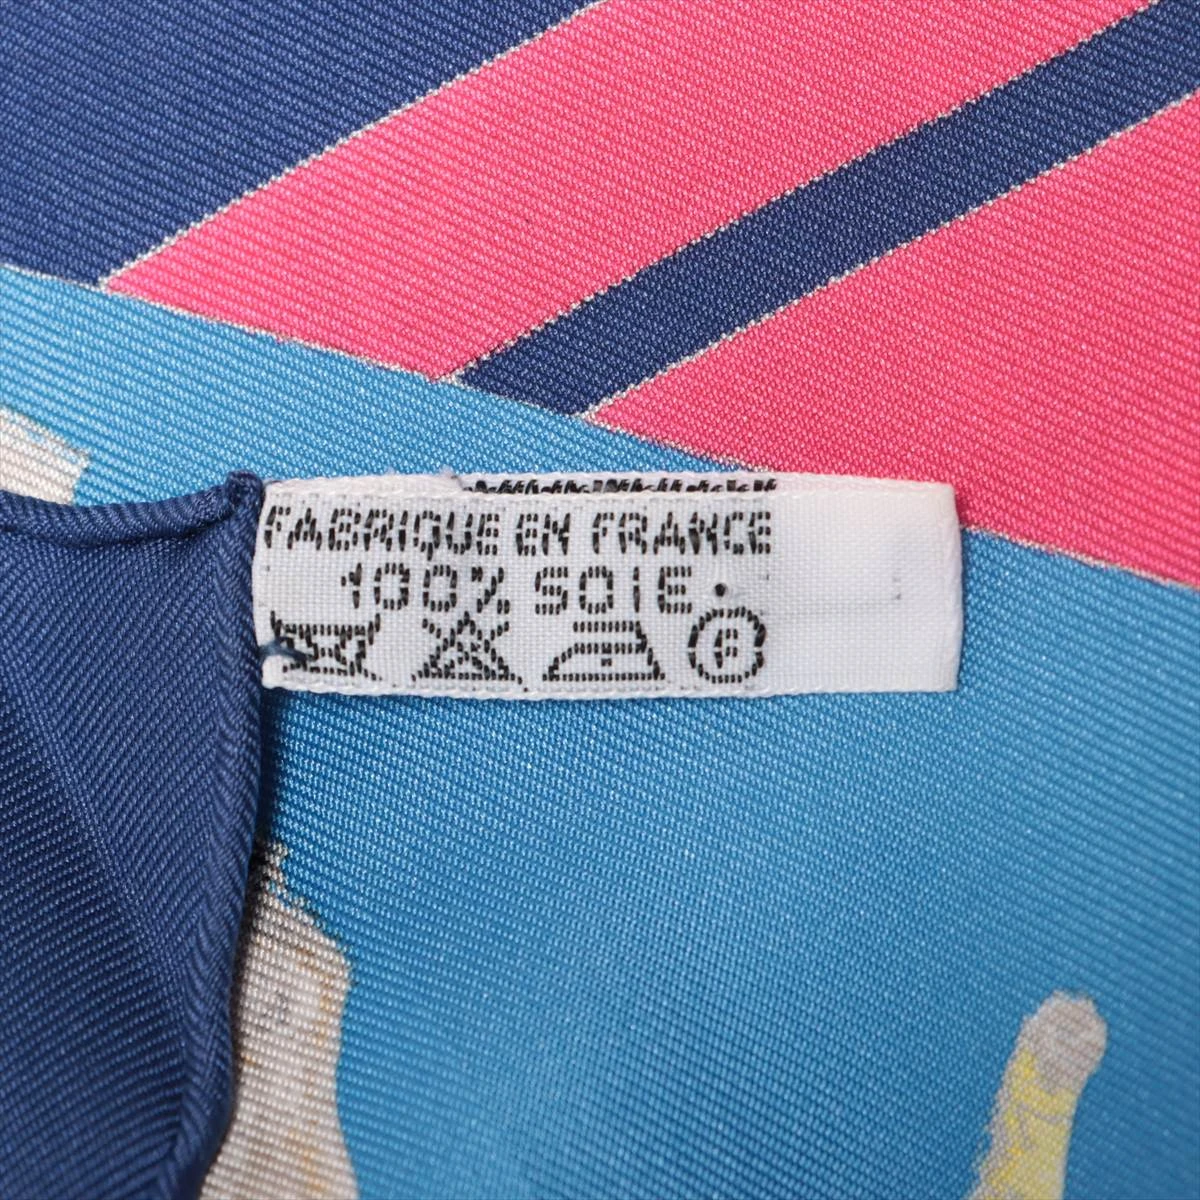 FABRIQUE EN FRANCE
100% SOIE.
F